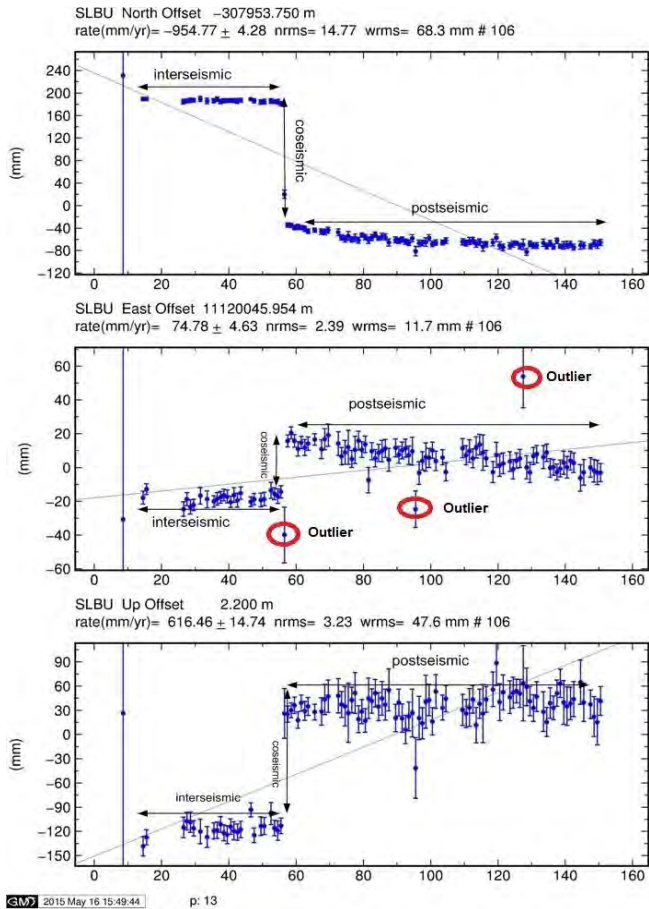 SLBU North Offset -307953.750 m
rate(mm/yr)= -954.77 ± 4.28 nrms= 14.77 wrms= 68.3 mm # 106
240
200
160
120
80
40
0
-40
-80
-120
(mm)
interseismic
coseismic
postseismic
0 20 40 60 80 100 120 140 160
SLBU East Offset 11120045.954 m
rate(mm/yr)= 74.78 ± 4.63 nrms= 2.39 wrms= 11.7 mm # 106
60
40
20
0
-20
-40
-60
(mm)
Outlier
postseismic
coseismic
interseismic
Outlier
Outlier
0 20 40 60 80 100 120 140 160
SLBU Up Offset 2.200 m
rate(mm/yr)= 616.46 ± 14.74 nrms= 3.23 wrms= 47.6 mm # 106
90
60
30
0
-30
-60
-90
-120
-150
(mm)
postseismic
coseismic
interseismic
0 20 40 60 80 100 120 140 160
GMT 2015 May 16 15:49:44 p: 13